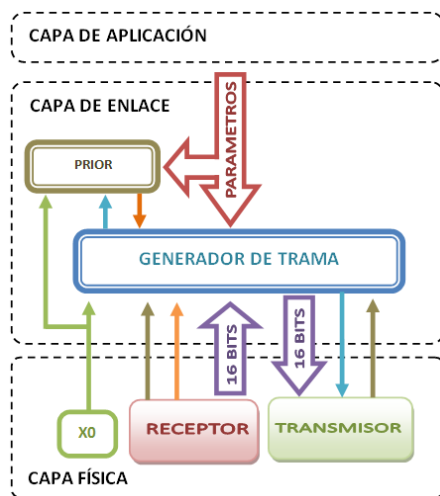 CAPA DE APLICACIÓN
CAPA DE ENLACE
PARAMETROS
PRIOR
GENERADOR DE TRAMA
16 BITS
16 BITS
X0
RECEPTOR
TRANSMISOR
CAPA FÍSICA